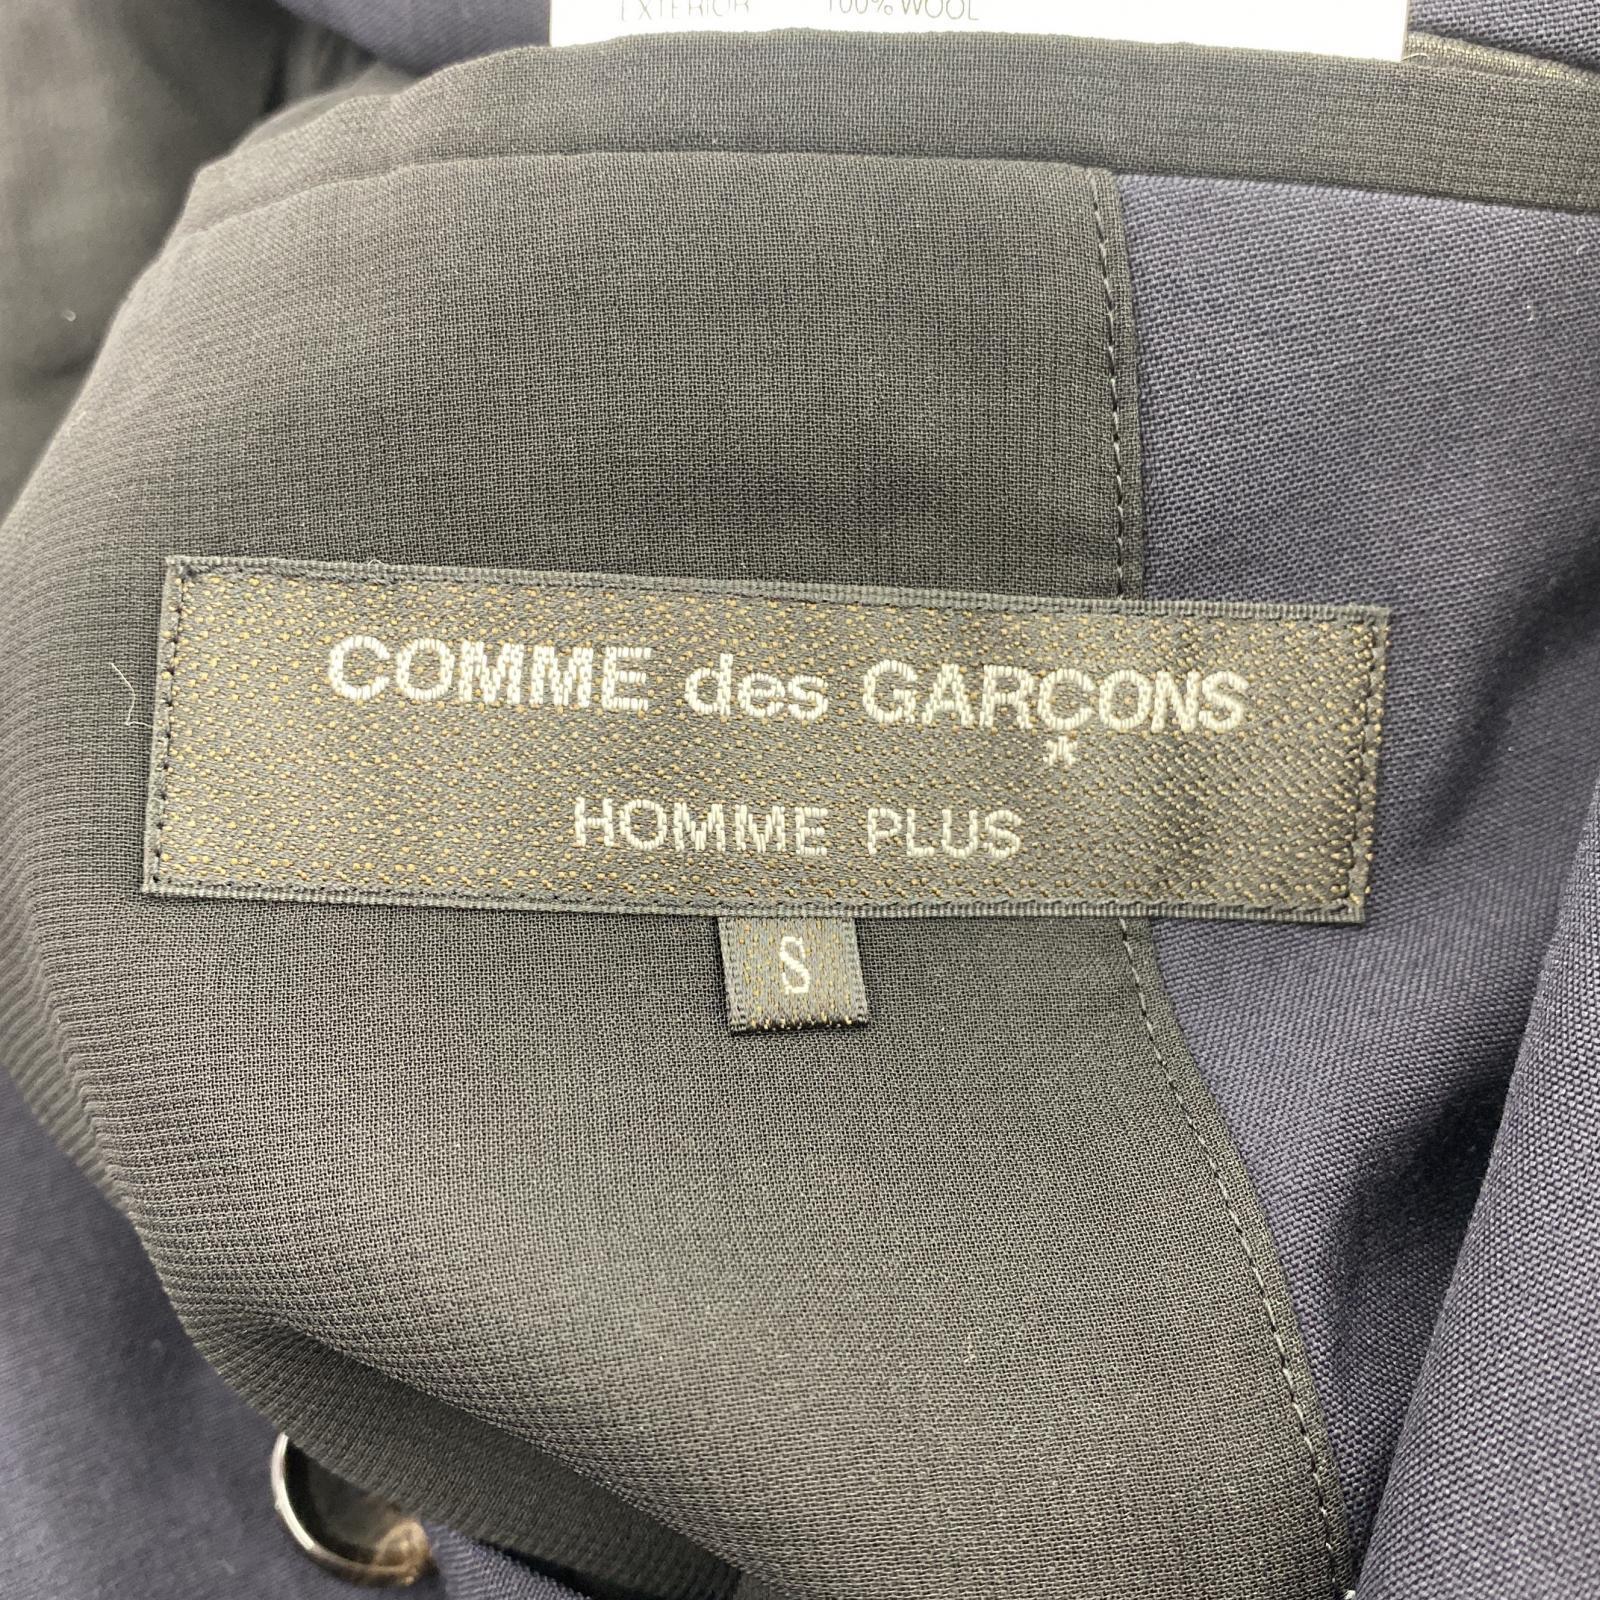 EXTERIOR 100% WOOL
COMME des GARÇONS
HOMME PLUS
S